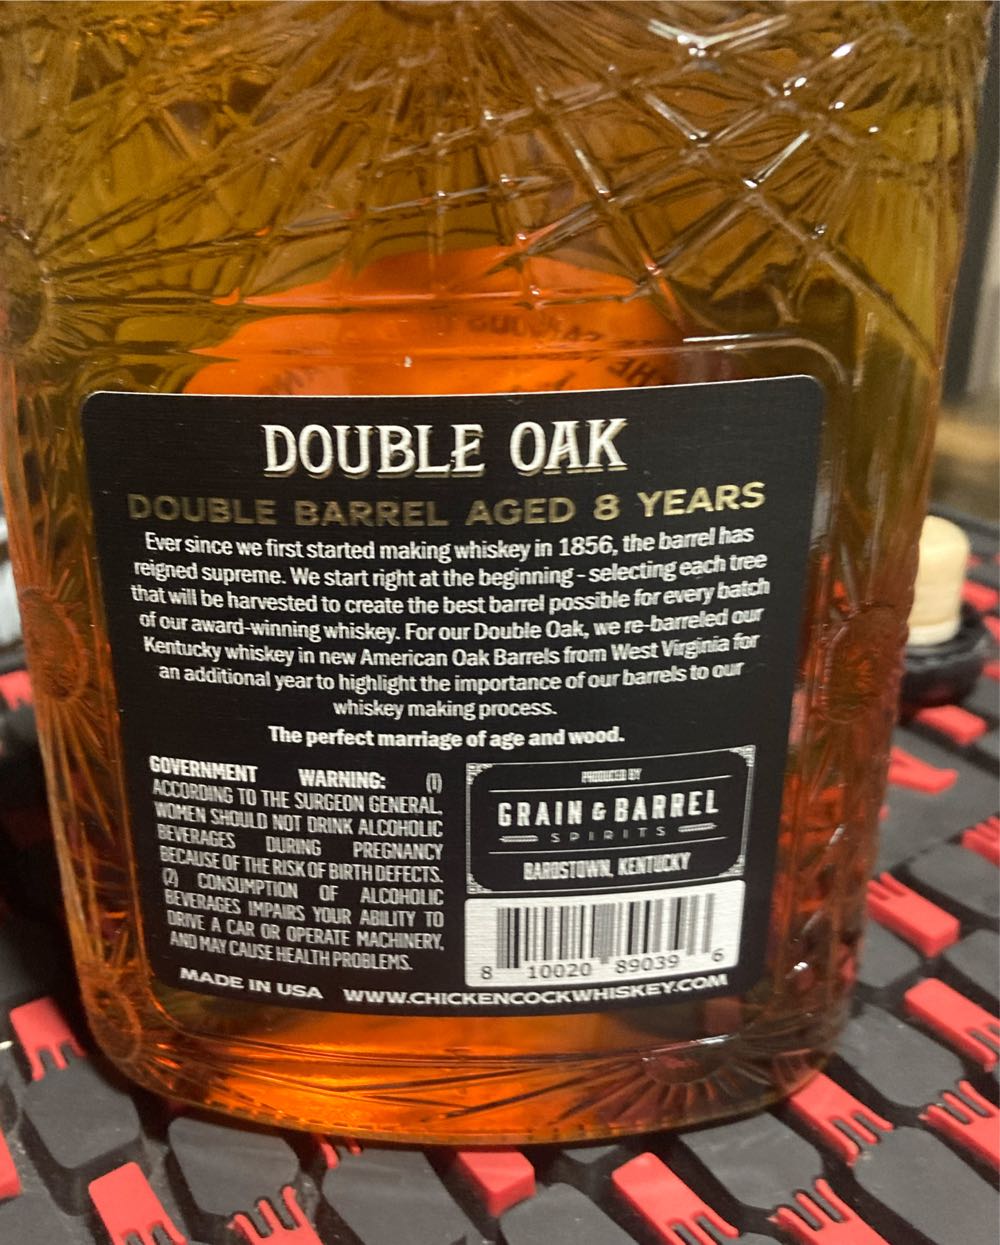 DOUBLE OAK
DOUBLE BARREL AGED 8 YEARS
Ever since we first started making whiskey in 1856, the barrel has
reigned supreme. We start right at the beginning - selecting each tree
that will be harvested to create the best barrel possible for every batch
of our award-winning whiskey. For our Double Oak, we re-barreled our
Kentucky whiskey in new American Oak Barrels from West Virginia for
an additional year to highlight the importance of our barrels to our
whiskey making process.
The perfect marriage of age and wood.
GOVERNMENT WARNING: (1)
ACCORDING TO THE SURGEON GENERAL,
WOMEN SHOULD NOT DRINK ALCOHOLIC
BEVERAGES DURING PREGNANCY
BECAUSE OF THE RISK OF BIRTH DEFECTS.
(2) CONSUMPTION OF ALCOHOLIC
BEVERAGES IMPAIRS YOUR ABILITY TO
DRIVE A CAR OR OPERATE MACHINERY,
AND MAY CAUSE HEALTH PROBLEMS.
PRODUCED BY
GRAIN & BARREL
SPIRITS
BARDSTOWN, KENTUCKY
8 10020 89039 6
MADE IN USA WWW.CHICKENCOCKWHISKEY.COM